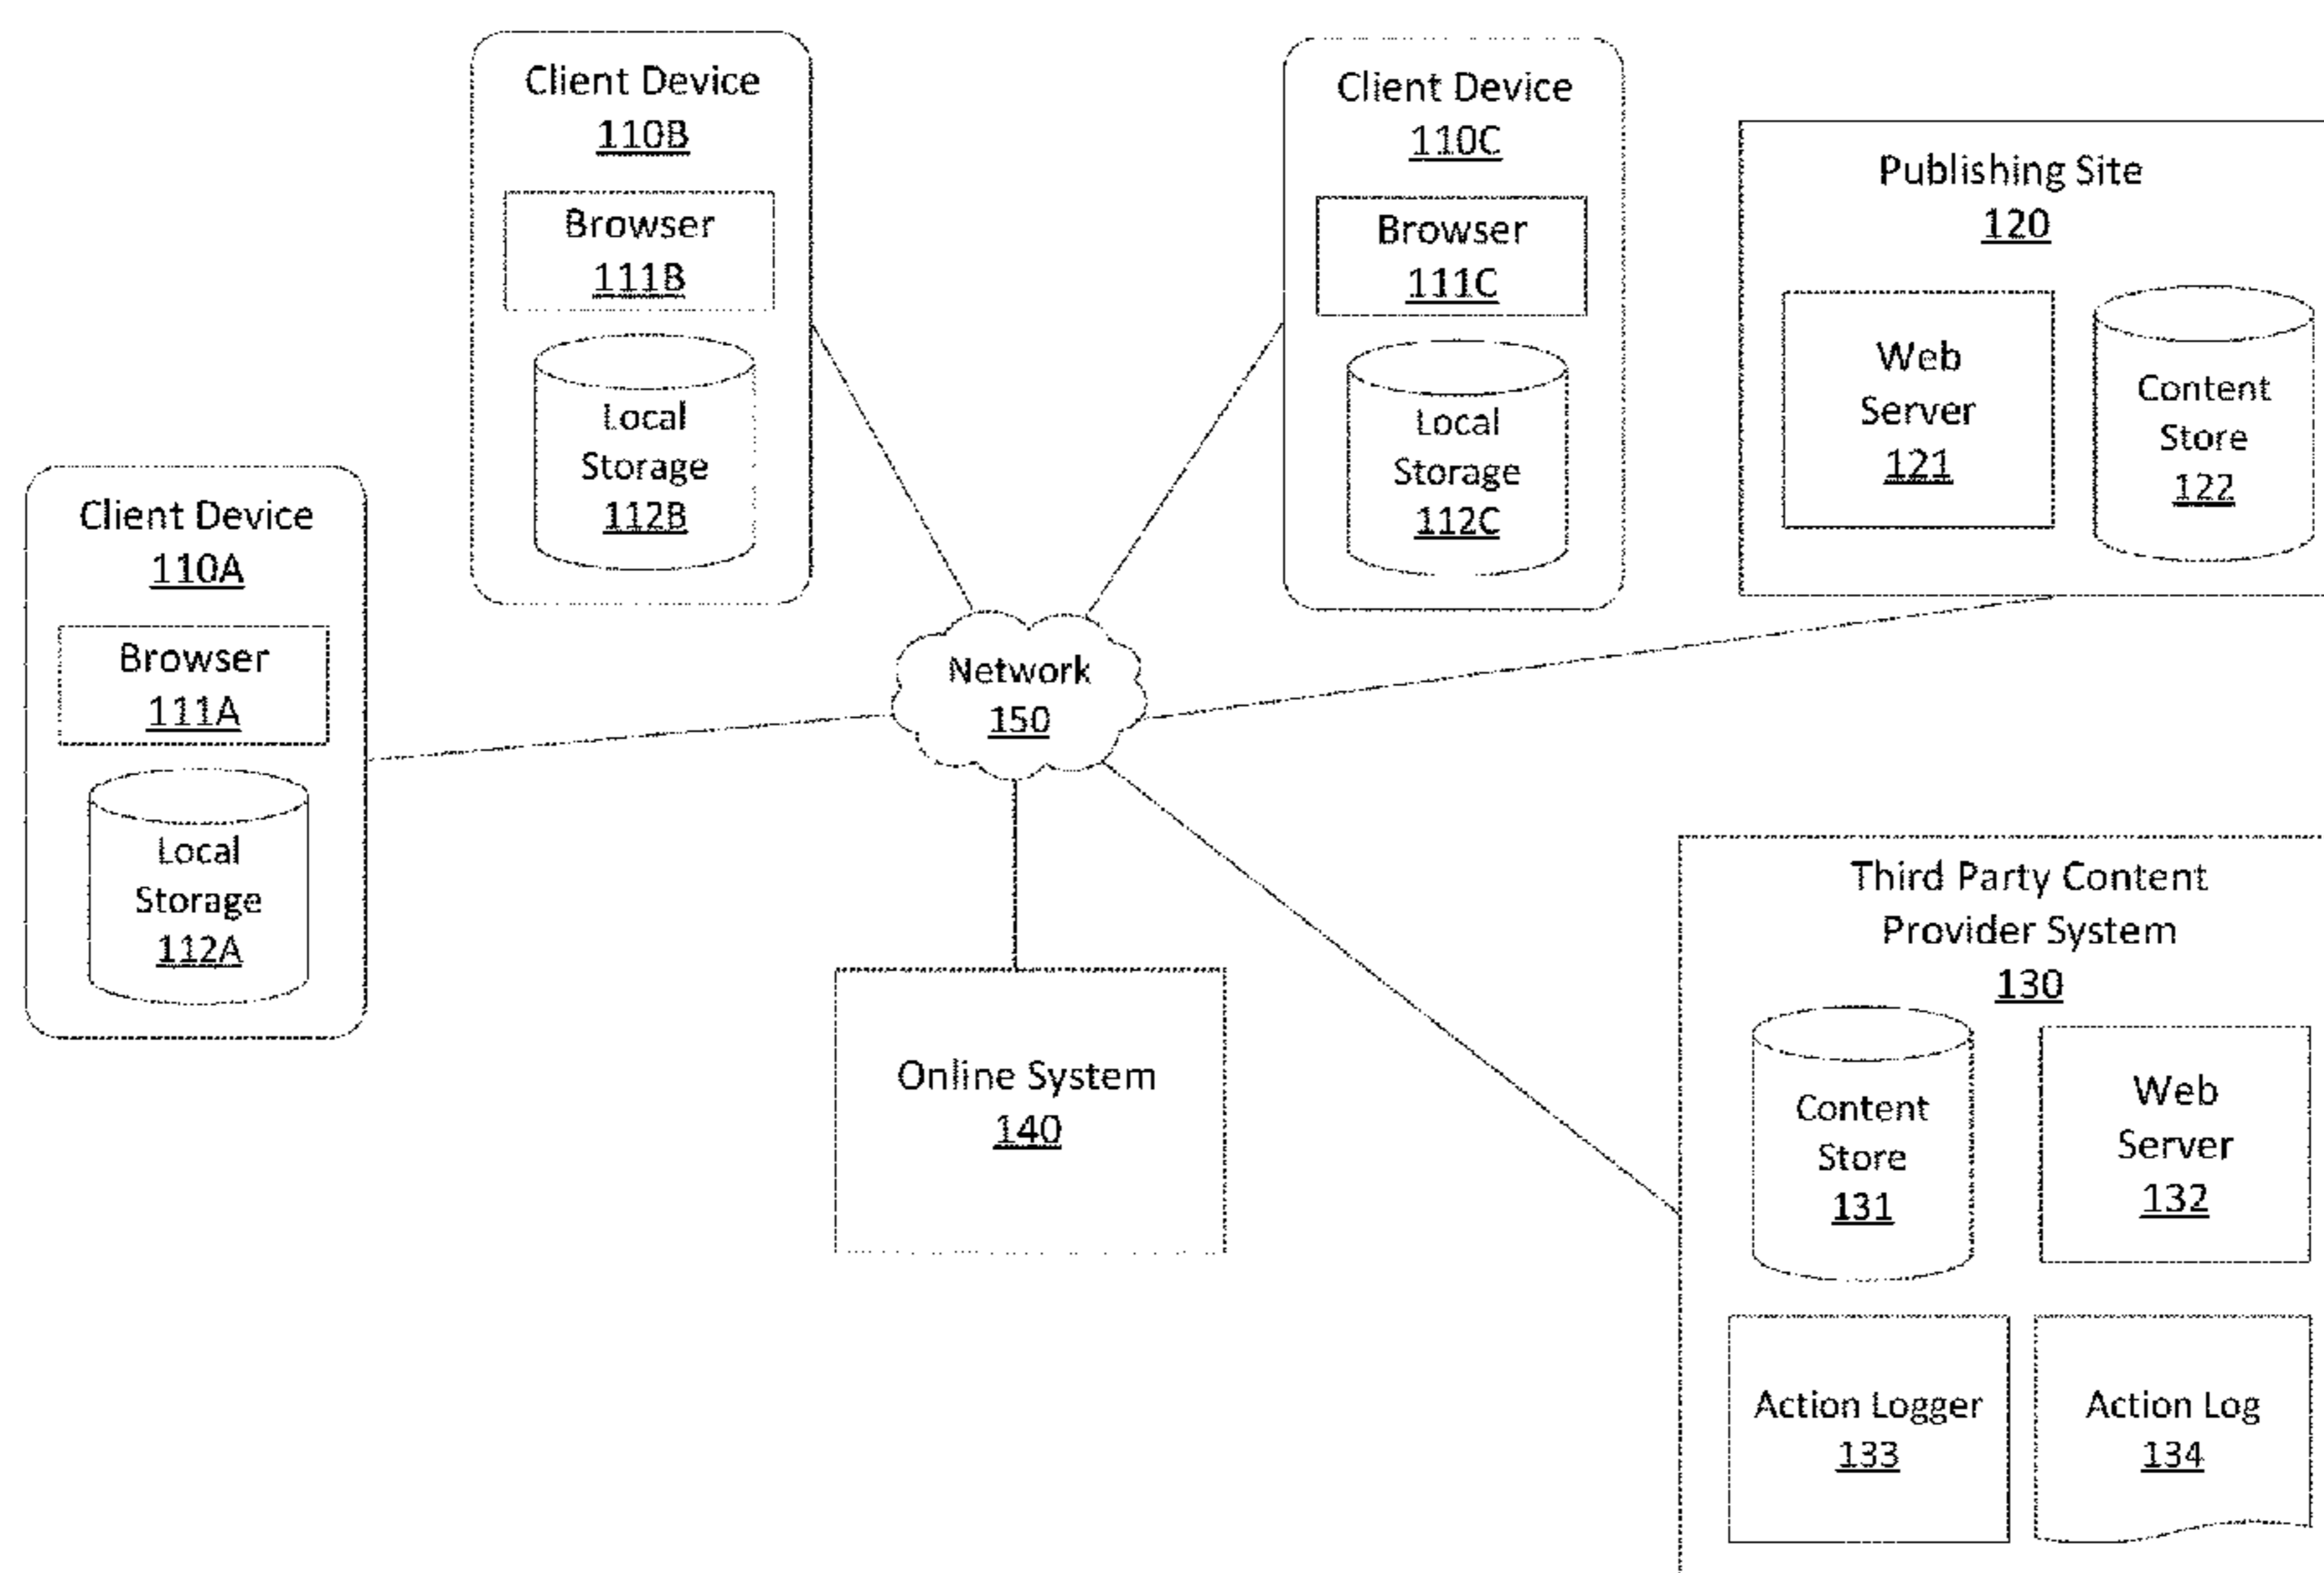 Client Device
110B
Browser
111B
Local
Storage
112B
Client Device
110C
Browser
111C
Local
Storage
112C
Publishing Site
120
Web
Server
121
Content
Store
122
Client Device
110A
Browser
111A
Local
Storage
112A
Network
150
Online System
140
Third Party Content
Provider System
130
Content
Store
131
Web
Server
132
Action Logger
133
Action Log
134